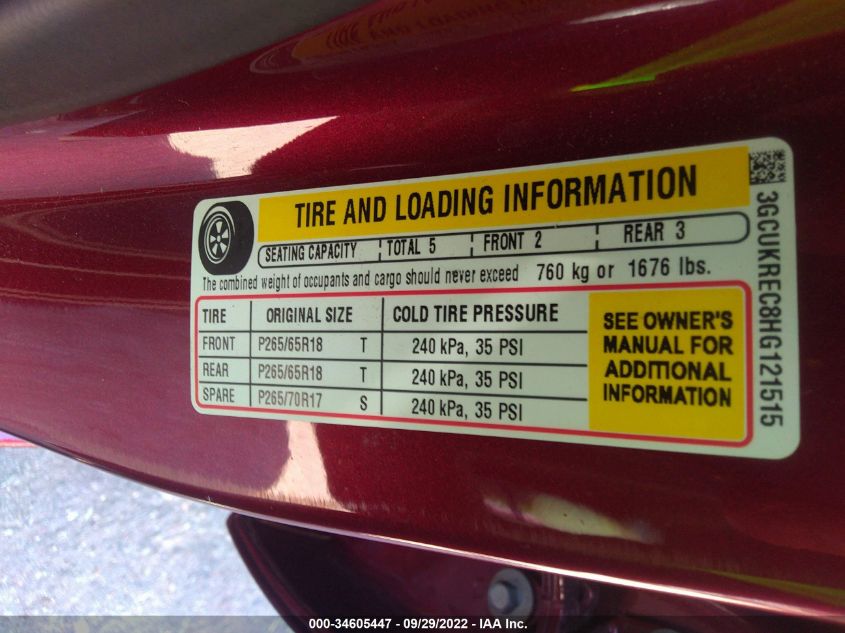 TIRE AND LOADING INFORMATION
SEATING CAPACITY TOTAL 5 FRONT 2 REAR 3
The combined weight of occupants and cargo should never exceed 760 kg or 1676 lbs.
TIRE ORIGINAL SIZE COLD TIRE PRESSURE
FRONT P265/65R18 T 240 kPa, 35 PSI
REAR P265/65R18 T 240 kPa, 35 PSI
SPARE P265/70R17 S 240 kPa, 35 PSI
SEE OWNER'S
MANUAL FOR
ADDITIONAL
INFORMATION
3GCUKREC8HG121515
000-34605447 - 09/29/2022 - IAA Inc.